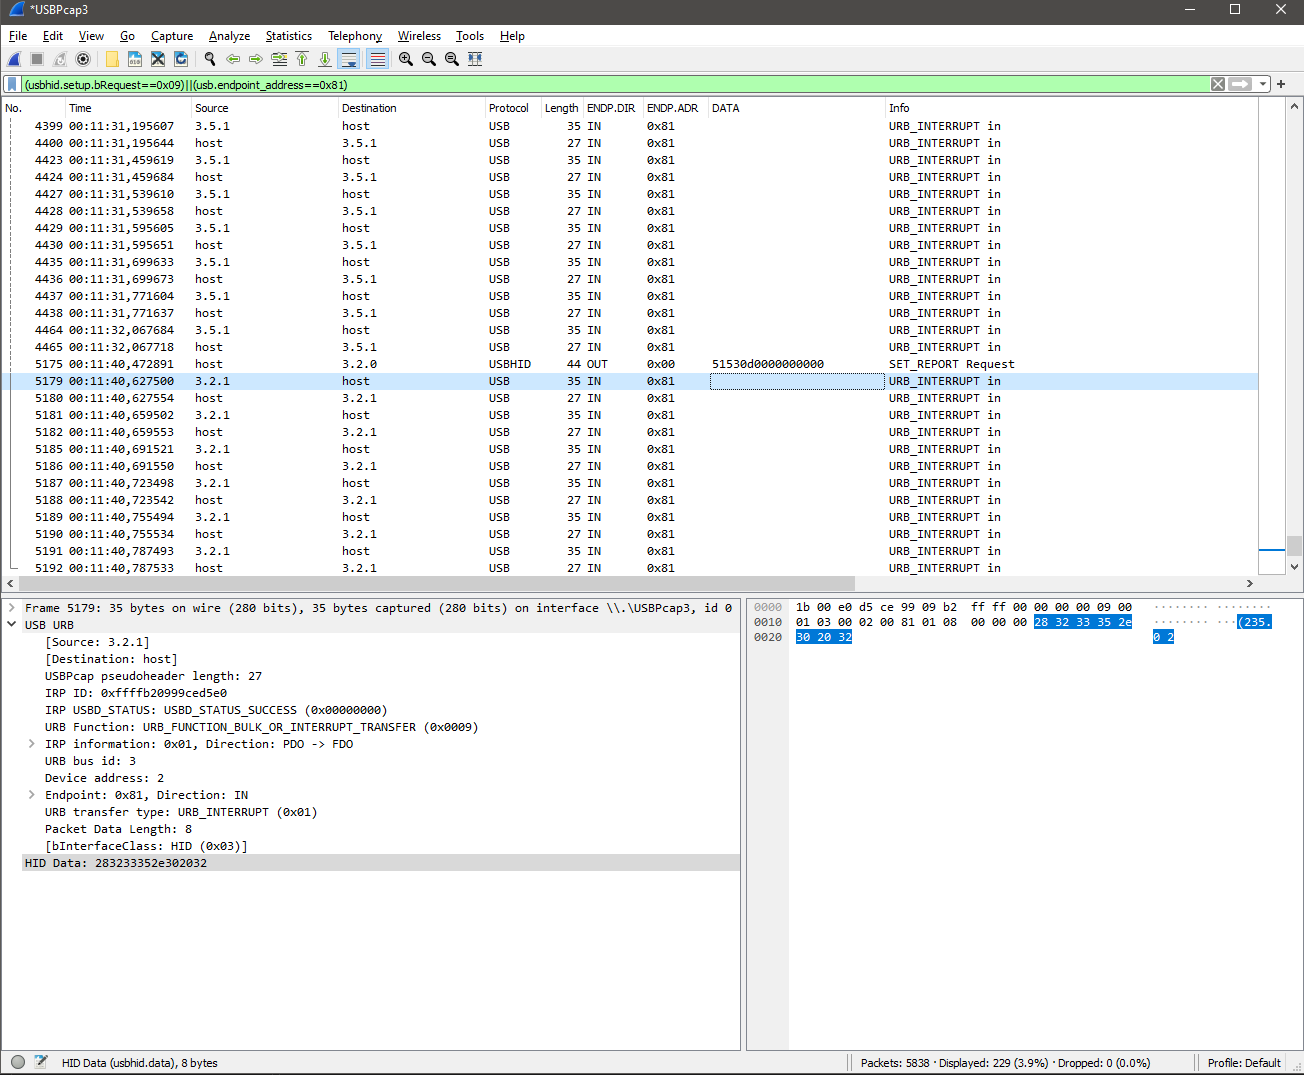 *USBPcap3
File Edit View Go Capture Analyze Statistics Telephony Wireless Tools Help
(usbhid.setup.bRequest==0x09)||(usb.endpoint_address==0x81)
No. Time Source Destination Protocol Length ENDP.DIR ENDP.ADR DATA Info
4399 00:11:31,195607 3.5.1 host USB 35 IN 0x81 URB_INTERRUPT in
4400 00:11:31,195644 host 3.5.1 USB 27 IN 0x81 URB_INTERRUPT in
4423 00:11:31,459619 3.5.1 host USB 35 IN 0x81 URB_INTERRUPT in
4424 00:11:31,459684 host 3.5.1 USB 27 IN 0x81 URB_INTERRUPT in
4427 00:11:31,539610 3.5.1 host USB 35 IN 0x81 URB_INTERRUPT in
4428 00:11:31,539658 host 3.5.1 USB 27 IN 0x81 URB_INTERRUPT in
4429 00:11:31,595605 3.5.1 host USB 35 IN 0x81 URB_INTERRUPT in
4430 00:11:31,595651 host 3.5.1 USB 27 IN 0x81 URB_INTERRUPT in
4435 00:11:31,699633 3.5.1 host USB 35 IN 0x81 URB_INTERRUPT in
4436 00:11:31,699673 host 3.5.1 USB 27 IN 0x81 URB_INTERRUPT in
4437 00:11:31,771604 3.5.1 host USB 35 IN 0x81 URB_INTERRUPT in
4438 00:11:31,771637 host 3.5.1 USB 27 IN 0x81 URB_INTERRUPT in
4464 00:11:32,067684 3.5.1 host USB 35 IN 0x81 URB_INTERRUPT in
4465 00:11:32,067718 host 3.5.1 USB 27 IN 0x81 URB_INTERRUPT in
5175 00:11:40,472891 host 3.2.0 USBHID 44 OUT 0x00 51530d0000000000 SET_REPORT Request
5179 00:11:40,627500 3.2.1 host USB 35 IN 0x81 URB_INTERRUPT in
5180 00:11:40,627554 host 3.2.1 USB 27 IN 0x81 URB_INTERRUPT in
5181 00:11:40,659502 3.2.1 host USB 35 IN 0x81 URB_INTERRUPT in
5182 00:11:40,659553 host 3.2.1 USB 27 IN 0x81 URB_INTERRUPT in
5185 00:11:40,691521 3.2.1 host USB 35 IN 0x81 URB_INTERRUPT in
5186 00:11:40,691550 host 3.2.1 USB 27 IN 0x81 URB_INTERRUPT in
5187 00:11:40,723498 3.2.1 host USB 35 IN 0x81 URB_INTERRUPT in
5188 00:11:40,723542 host 3.2.1 USB 27 IN 0x81 URB_INTERRUPT in
5189 00:11:40,755494 3.2.1 host USB 35 IN 0x81 URB_INTERRUPT in
5190 00:11:40,755534 host 3.2.1 USB 27 IN 0x81 URB_INTERRUPT in
5191 00:11:40,787493 3.2.1 host USB 35 IN 0x81 URB_INTERRUPT in
5192 00:11:40,787533 host 3.2.1 USB 27 IN 0x81 URB_INTERRUPT in
Frame 5179: 35 bytes on wire (280 bits), 35 bytes captured (280 bits) on interface \\.\USBPcap3, id 0
USB URB
[Source: 3.2.1]
[Destination: host]
USBPcap pseudoheader length: 27
IRP ID: 0xffffb20999ced5e0
IRP USBD_STATUS: USBD_STATUS_SUCCESS (0x00000000)
URB Function: URB_FUNCTION_BULK_OR_INTERRUPT_TRANSFER (0x0009)
IRP information: 0x01, Direction: PDO -> FDO
URB bus id: 3
Device address: 2
Endpoint: 0x81, Direction: IN
URB transfer type: URB_INTERRUPT (0x01)
Packet Data Length: 8
[bInterfaceClass: HID (0x03)]
HID Data: 283233352e302032
0000 1b 00 e0 d5 ce 99 09 b2 ff ff 00 00 00 00 09 00 ········ ········
0010 01 03 00 02 00 81 01 08 00 00 00 28 32 33 35 2e ········ ···(235.
0020 30 20 32 0 2
HID Data (usbhid.data), 8 bytes
Packets: 5838 · Displayed: 229 (3.9%) · Dropped: 0 (0.0%)
Profile: Default